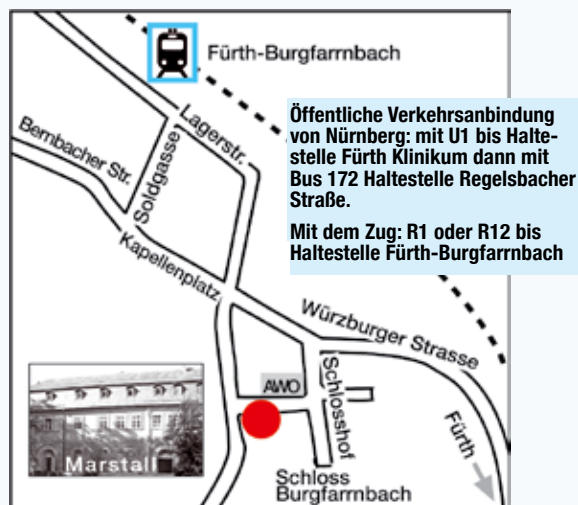 Fürth-Burgfarrnbach
Öffentliche Verkehrsanbindung
von Nürnberg: mit U1 bis Halte-
stelle Fürth Klinikum dann mit
Bus 172 Haltestelle Regelsbacher
Straße.
Mit dem Zug: R1 oder R12 bis
Haltestelle Fürth-Burgfarrnbach
Lagerstr.
Bernbacher Str.
Soldgasse
Kapellenplatz
Würzburger Strasse
AWO
Schlosshof
Marstall
Fürth
Schloss
Burgfarrnbach